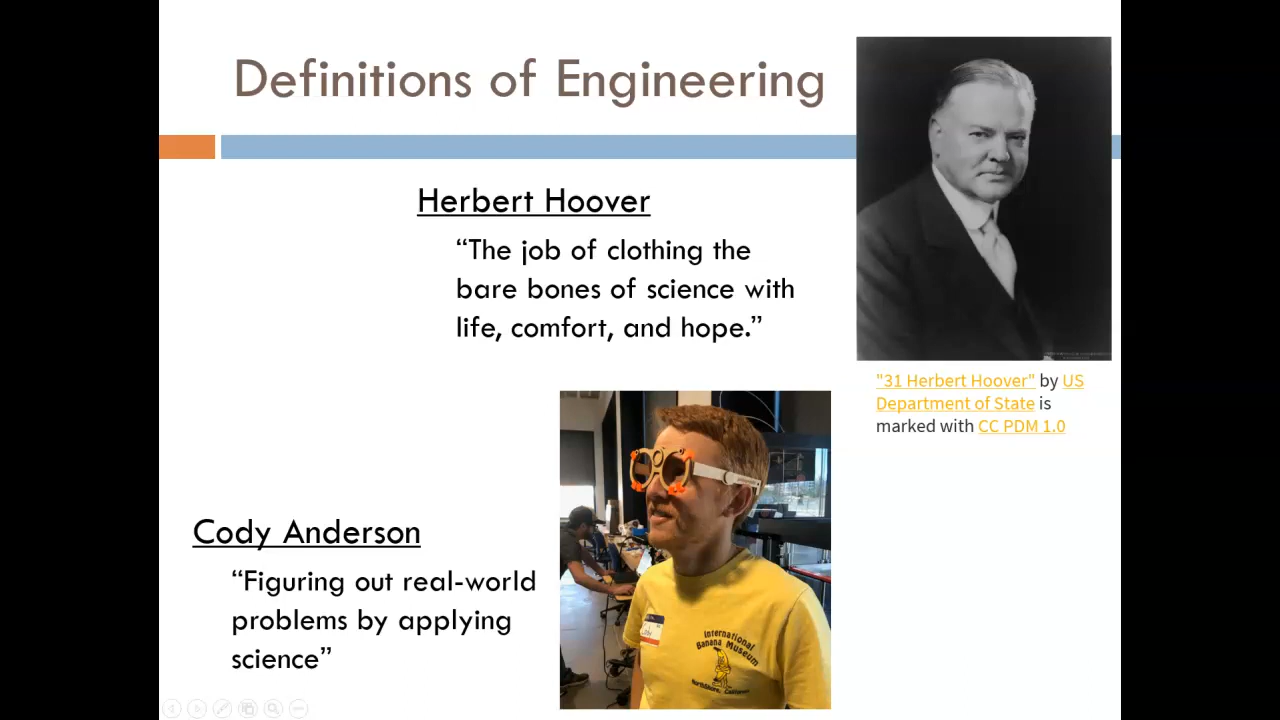 Definitions of Engineering
Herbert Hoover
“The job of clothing the
bare bones of science with
life, comfort, and hope.”
"31 Herbert Hoover" by US
Department of State is
marked with CC PDM 1.0
Cody Anderson
“Figuring out real-world
problems by applying
science”
International
Banana Museum